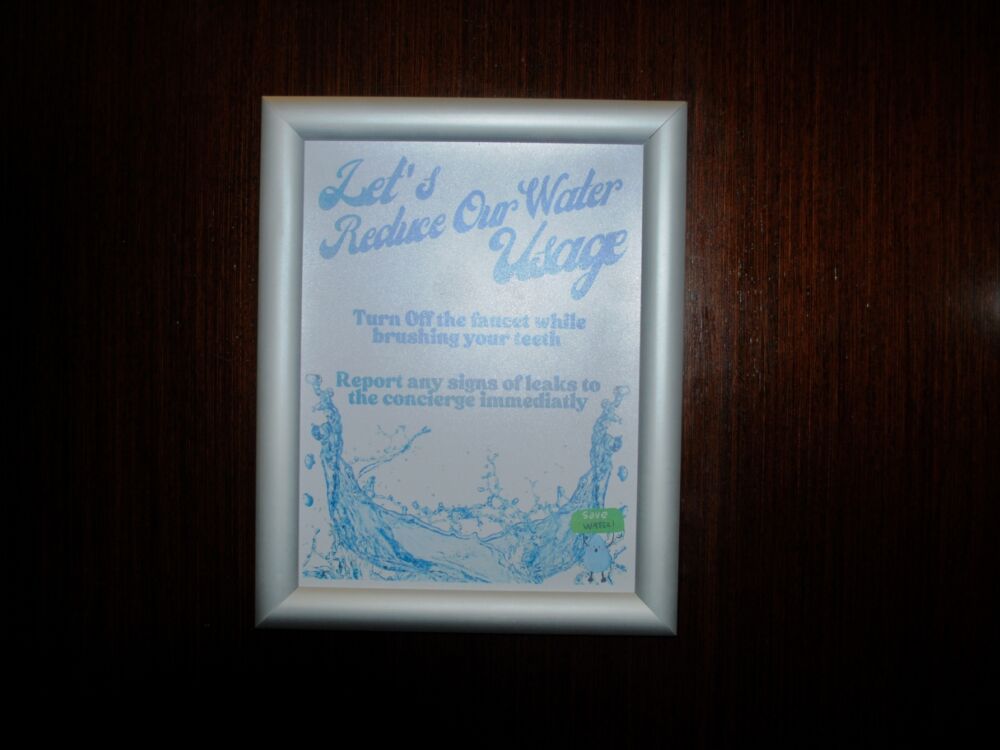 Let's
Reduce Our Water
Usage
Turn Off the faucet while
brushing your teeth
Report any signs of leaks to
the concierge immediatly
Save
WATER!